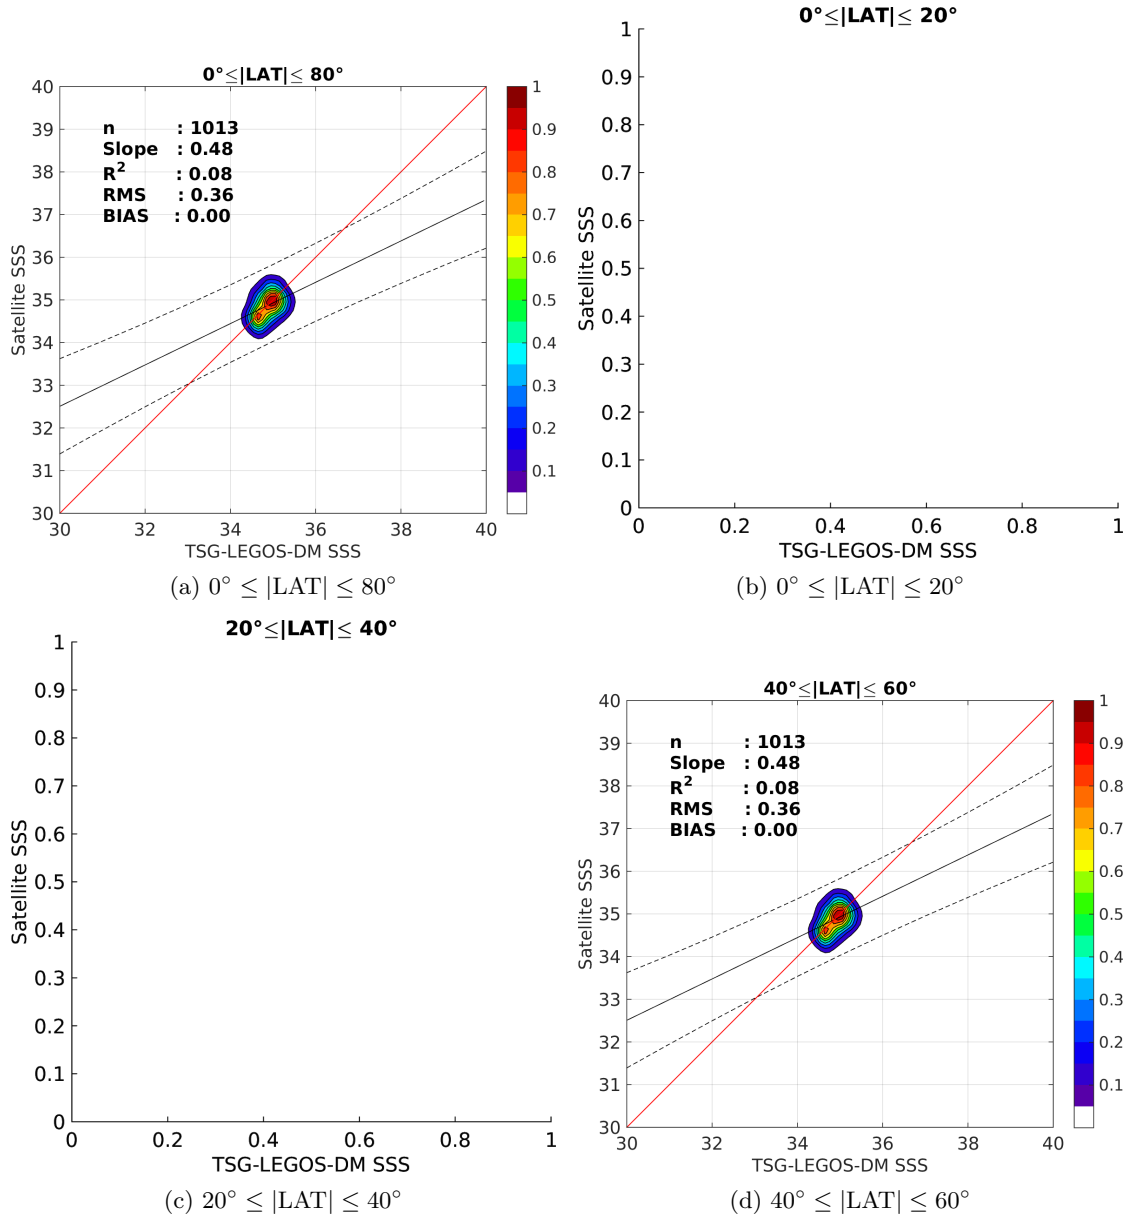 0°≤|LAT|≤ 80°
40
39
38
37
36
35
34
33
32
31
30
30 32 34 36 38 40
Satellite SSS
TSG-LEGOS-DM SSS
n : 1013
Slope : 0.48
R² : 0.08
RMS : 0.36
BIAS : 0.00
1
0.9
0.8
0.7
0.6
0.5
0.4
0.3
0.2
0.1
(a) 0° ≤ |LAT| ≤ 80°
0°≤|LAT|≤ 20°
1
0.9
0.8
0.7
0.6
0.5
0.4
0.3
0.2
0.1
0
0 0.2 0.4 0.6 0.8 1
Satellite SSS
TSG-LEGOS-DM SSS
(b) 0° ≤ |LAT| ≤ 20°
20°≤|LAT|≤ 40°
1
0.9
0.8
0.7
0.6
0.5
0.4
0.3
0.2
0.1
0
0 0.2 0.4 0.6 0.8 1
Satellite SSS
TSG-LEGOS-DM SSS
(c) 20° ≤ |LAT| ≤ 40°
40°≤|LAT|≤ 60°
40
39
38
37
36
35
34
33
32
31
30
30 32 34 36 38 40
Satellite SSS
TSG-LEGOS-DM SSS
n : 1013
Slope : 0.48
R² : 0.08
RMS : 0.36
BIAS : 0.00
1
0.9
0.8
0.7
0.6
0.5
0.4
0.3
0.2
0.1
(d) 40° ≤ |LAT| ≤ 60°